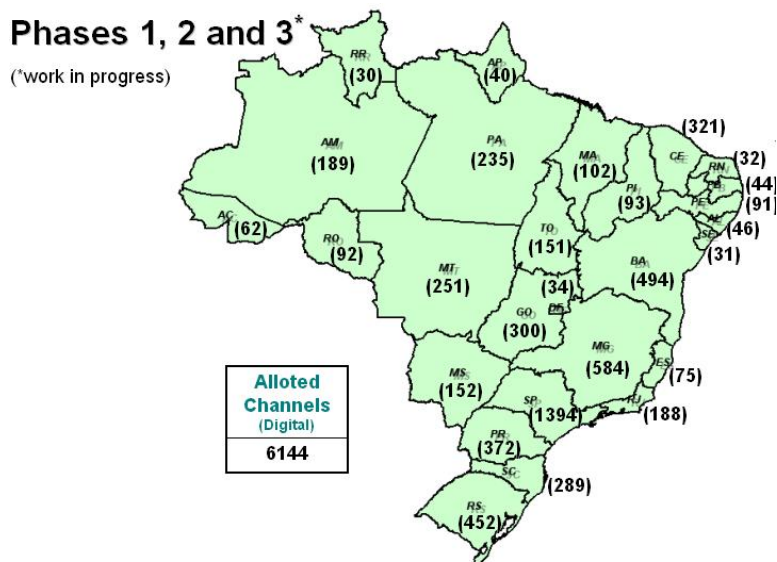 Phases 1, 2 and 3*
(*work in progress)
RR
(30)
AP
(40)
AM
(189)
PA
(235)
MA
(102)
PI
(93)
CE
(321)
RN
(32)
PB
(44)
PE
(91)
AL
(46)
SE
(31)
AC
(62)
RO
(92)
TO
(151)
MT
(251)
BA
(494)
DF
(34)
GO
(300)
MG
(584)
ES
(75)
MS
(152)
SP
(1394)
RJ
(188)
PR
(372)
SC
(289)
RS
(452)
Alloted
Channels
(Digital)
6144